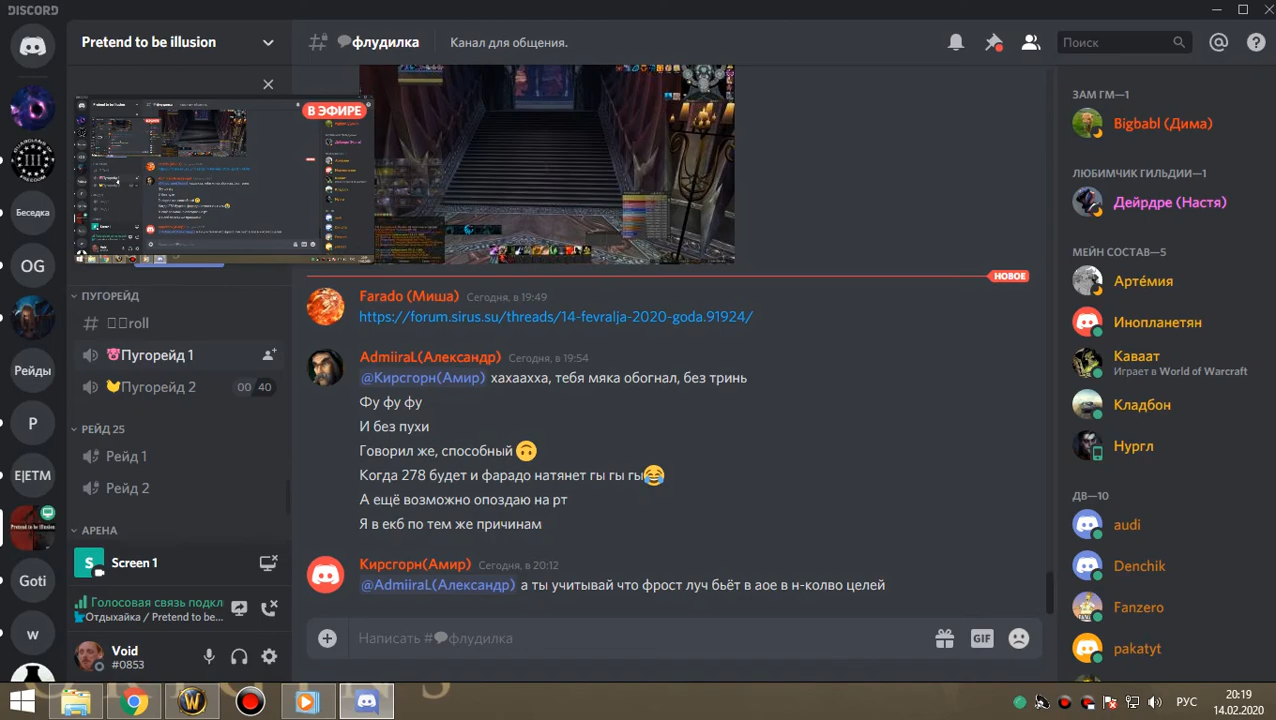 DISCORD
Pretend to be illusion
флудилка
Канал для общения.
Поиск
В ЭФИРЕ
НОВОЕ
Беседка
OG
Рейды
P
E|ETM
Goti
w
ПУГОРЕЙД
roll
Пугорейд 1
Пугорейд 2
00 40
РЕЙД 25
Рейд 1
Рейд 2
АРЕНА
Screen 1
Голосовая связь подкл
Отдыхайка / Pretend to be...
Void
#0853
Farado (Миша) Сегодня, в 19:49
https://forum.sirus.su/threads/14-fevralja-2020-goda.91924/
AdmiiraL(Александр) Сегодня, в 19:54
@Кирсгорн(Амир) хахаахха, тебя мяка обогнал, без тринь
Фу фу фу
И без пухи
Говорил же, способный
Когда 278 будет и фарадо натянет гы гы гы
А ещё возможно опоздаю на рт
Я в екб по тем же причинам
Кирсгорн(Амир) Сегодня, в 20:12
@AdmiiraL(Александр) а ты учитывай что фрост луч бьёт в аое в н-колво целей
Написать #флудилка
GIF
ЗАМ ГМ—1
Bigbabl (Дима)
ЛЮБИМЧИК ГИЛЬДИИ—1
Дейрдре (Настя)
МЕЙН СОСТАВ—5
Артёмий
Инопланетян
Каваат
Играет в World of Warcraft
Кладбон
Нургл
ДВ—10
audi
Denchik
Fanzero
pakatyt
РУС
20:19
14.02.2020